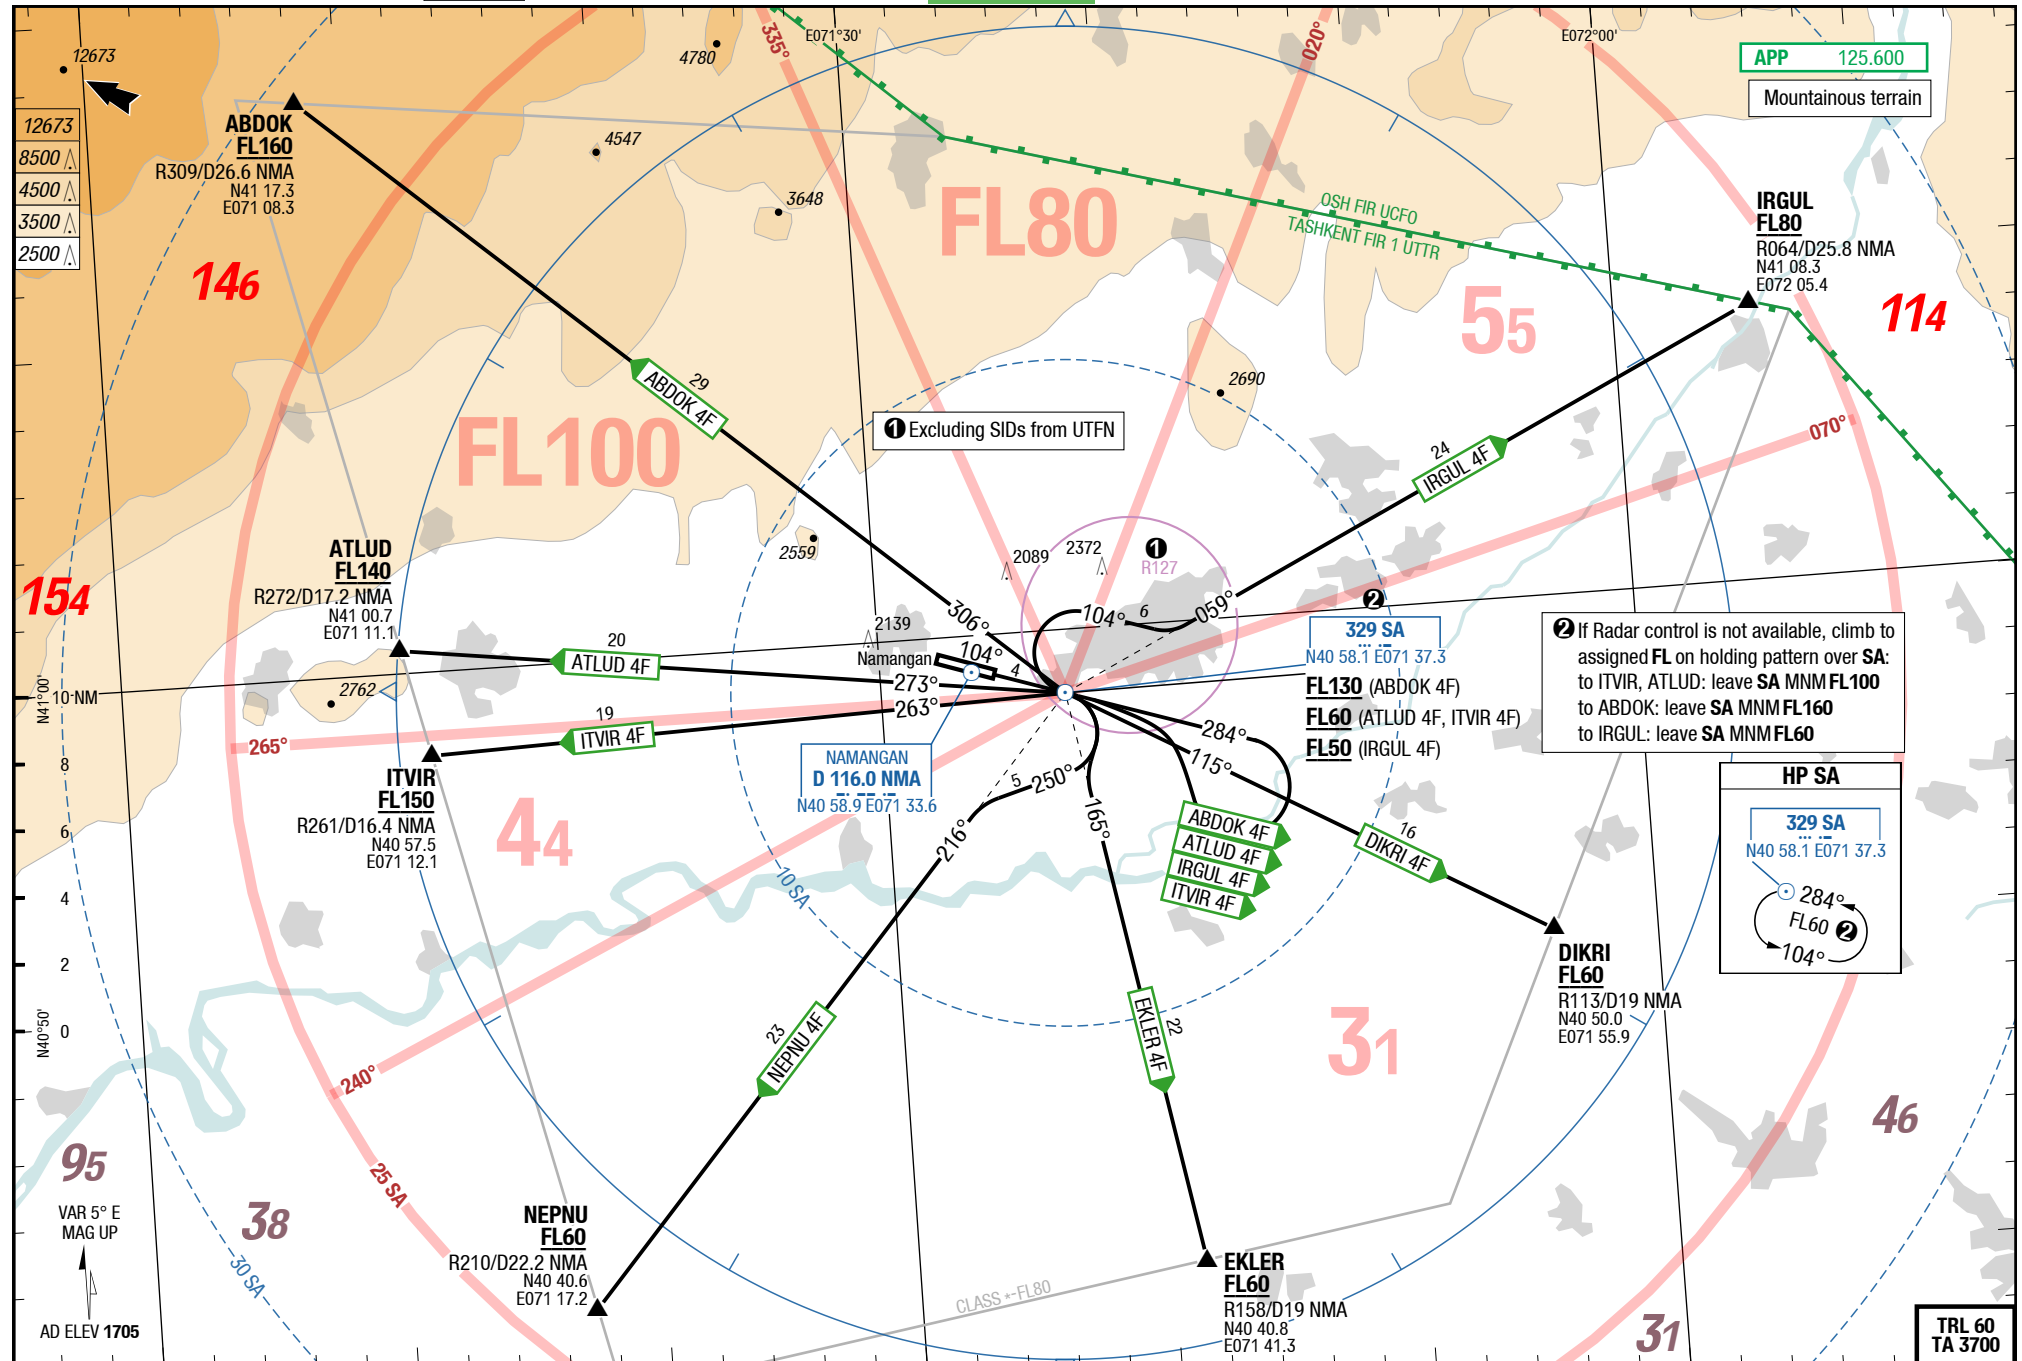 12673
4780
E071°30'
335°
020°
E072°00'
APP 125.600
Mountainous terrain
12673
8500
4500
3500
2500
ABDOK
FL160
R309/D26.6 NMA
N41 17.3
E071 08.3
4547
3648
FL80
OSH FIR UCFO
TASHKENT FIR 1 UTTR
IRGUL
FL80
R064/D25.8 NMA
N41 08.3
E072 05.4
146
55
114
29
ABDOK 4F
2690
FL100
1 Excluding SIDs from UTFN
24
IRGUL 4F
070°
ATLUD
FL140
R272/D17.2 NMA
N41 00.7
E071 11.1
2559
2089
2372
1
R127
154
306°
104°
6
059°
2
2139
Namangan
104°
4
20
ATLUD 4F
273°
263°
329 SA
N40 58.1 E071 37.3
FL130 (ABDOK 4F)
FL60 (ATLUD 4F, ITVIR 4F)
FL50 (IRGUL 4F)
2 If Radar control is not available, climb to
assigned FL on holding pattern over SA:
to ITVIR, ATLUD: leave SA MNM FL100
to ABDOK: leave SA MNM FL160
to IRGUL: leave SA MNM FL60
N41°00'
10 NM
2762
19
ITVIR 4F
265°
284°
115°
8
ITVIR
FL150
R261/D16.4 NMA
N40 57.5
E071 12.1
NAMANGAN
D 116.0 NMA
N40 58.9 E071 33.6
5
250°
165°
216°
HP SA
329 SA
N40 58.1 E071 37.3
284°
FL60 2
104°
44
6
4
2
0
N40°50'
ABDOK 4F
ATLUD 4F
IRGUL 4F
ITVIR 4F
16
DIKRI 4F
10 SA
DIKRI
FL60
R113/D19 NMA
N40 50.0
E071 55.9
23
NEPNU 4F
EKLER 4F
22
31
240°
46
95
25 SA
38
VAR 5° E
MAG UP
30 SA
NEPNU
FL60
R210/D22.2 NMA
N40 40.6
E071 17.2
CLASS *-FL80
EKLER
FL60
R158/D19 NMA
N40 40.8
E071 41.3
AD ELEV 1705
31
TRL 60
TA 3700